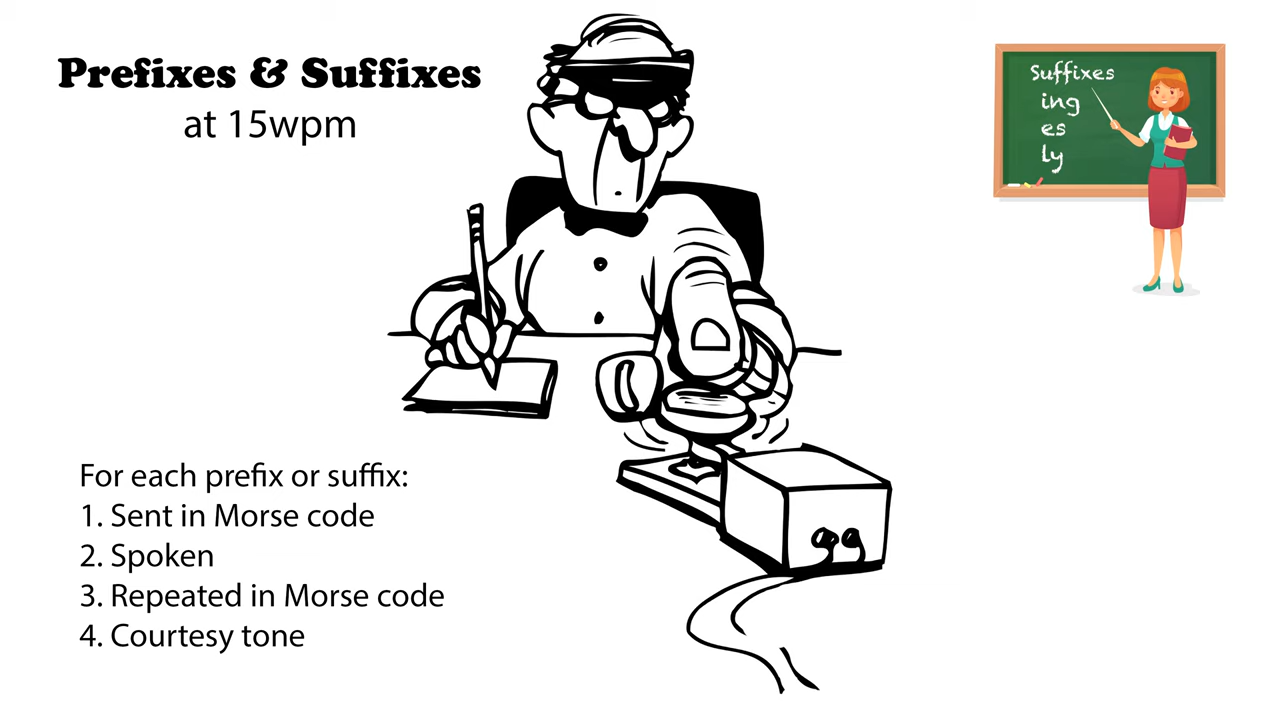 Prefixes & Suffixes
at 15wpm
Suffixes
ing
es
ly
For each prefix or suffix:
1. Sent in Morse code
2. Spoken
3. Repeated in Morse code
4. Courtesy tone